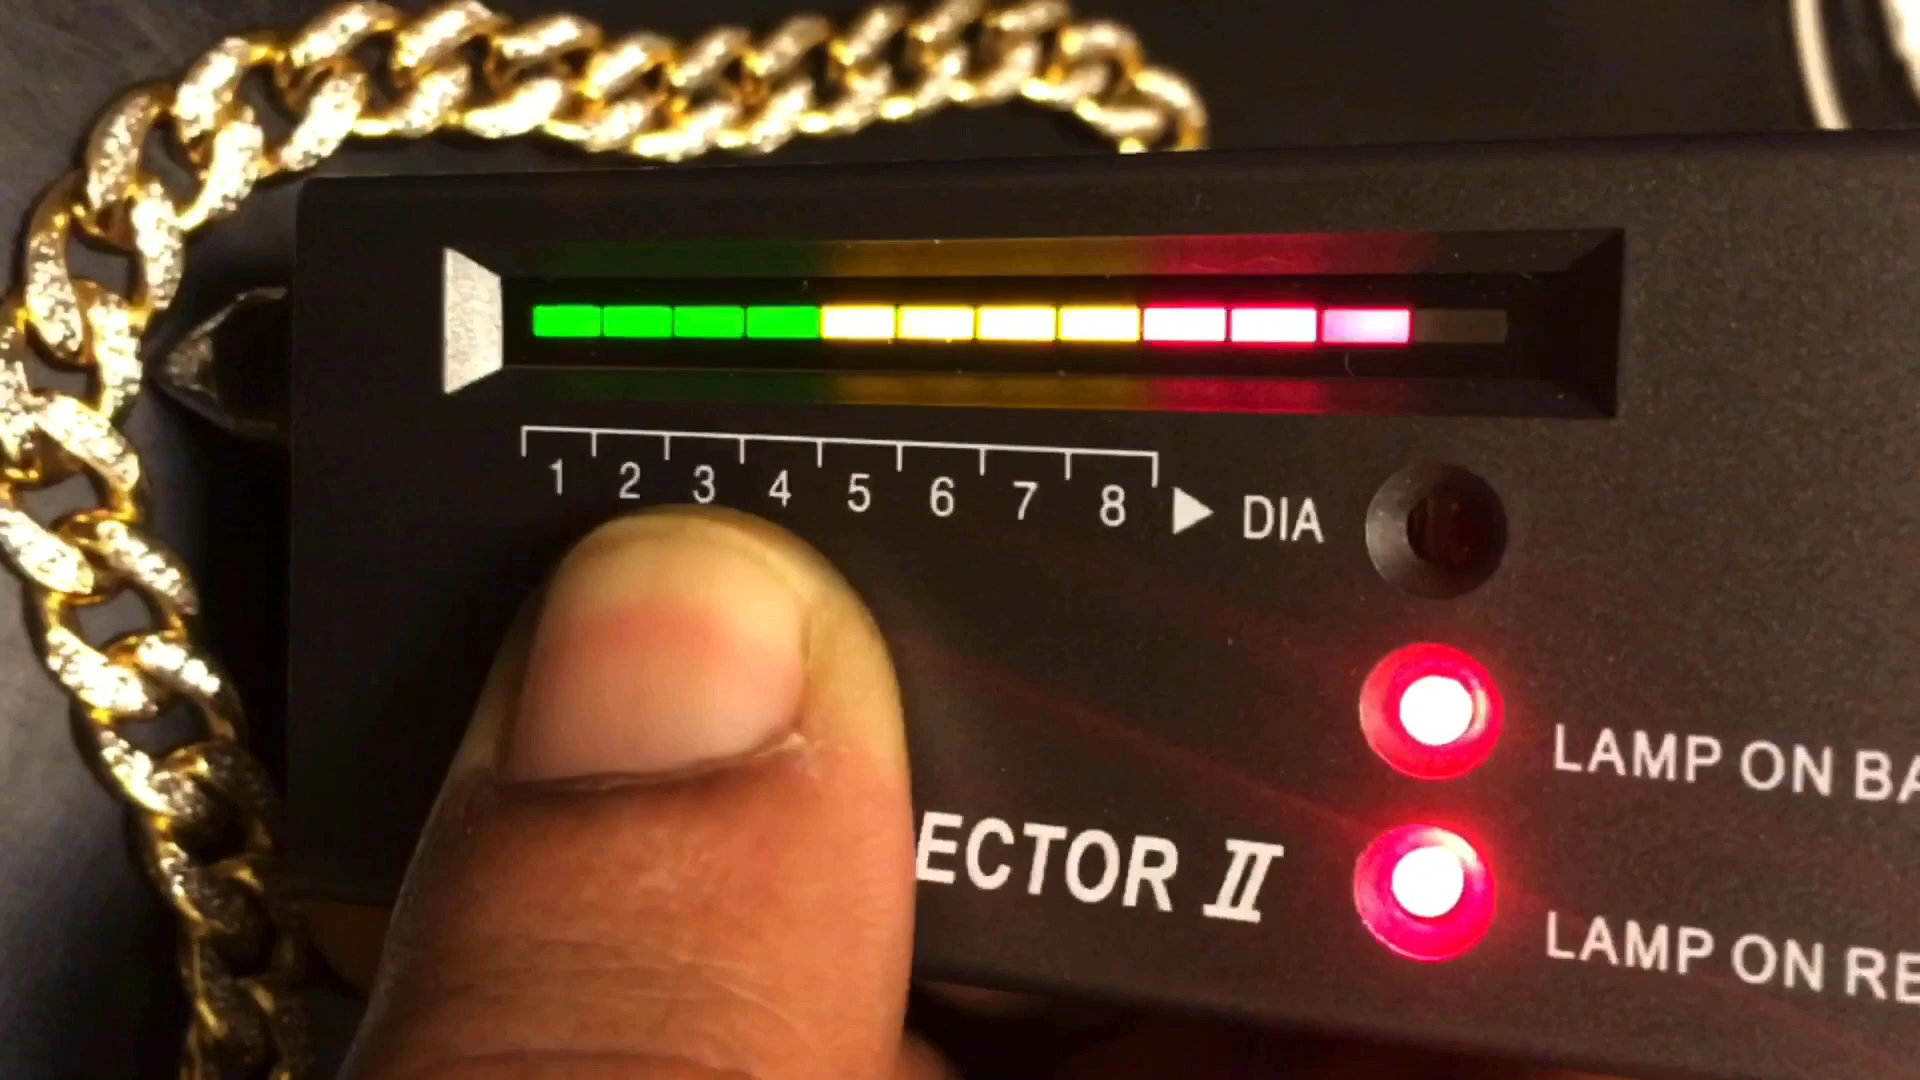 1 2 3 4 5 6 7 8 ▶ DIA
LAMP ON BA
ECTOR II
LAMP ON RE